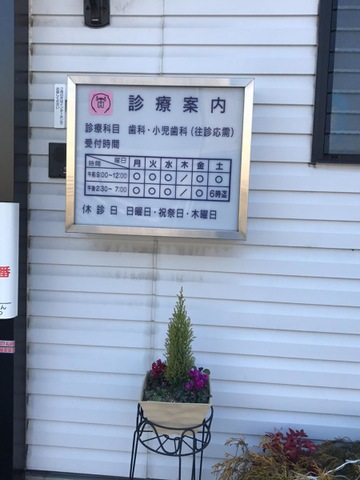 診療案内
診療科目 歯科・小児歯科(往診応需)
受付時間
時間 曜日 月 火 水 木 金 土
午前9:00~12:00 ○ ○ ○ / ○ ○
午後2:30~7:00 ○ ○ ○ / ○ 6時迄
休診日 日曜日・祝祭日・木曜日
番